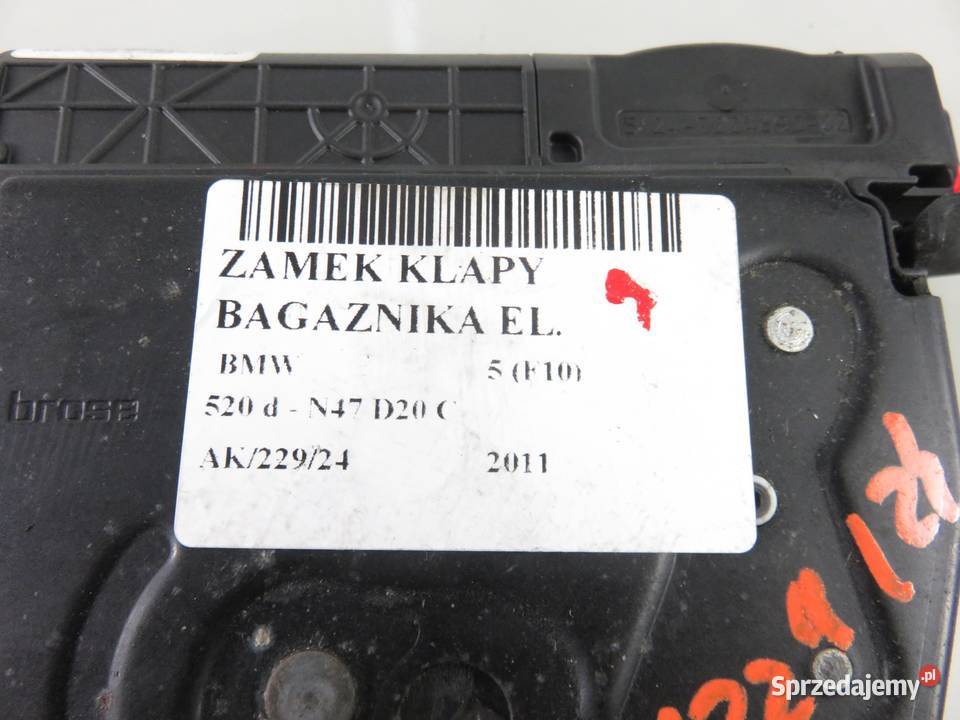 ZAMEK KLAPY
BAGAZNIKA EL.
BMW 5 (F10)
brose
520 d - N47 D20 C
AK/229/24 2011
Sprzedajemy.pl